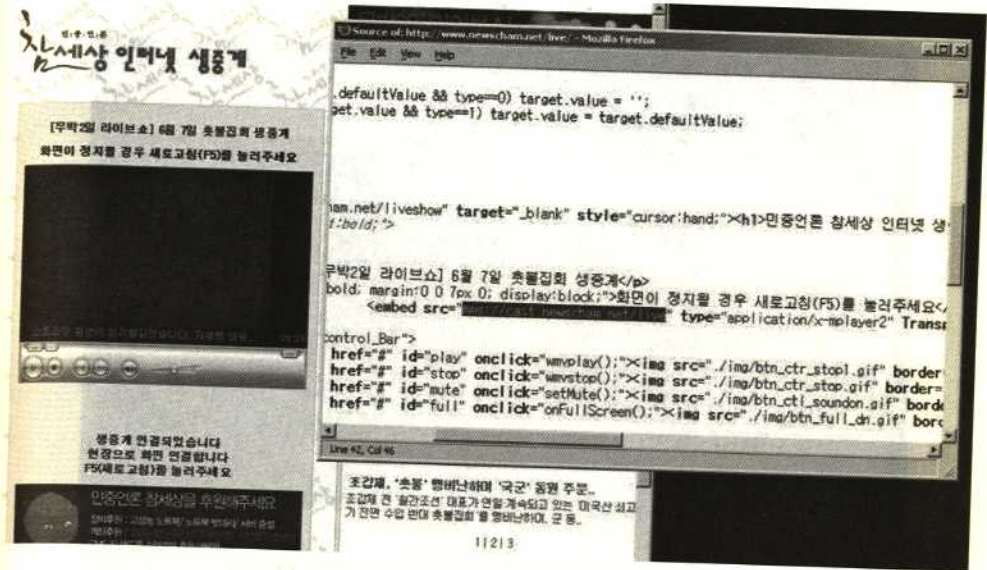 민·중·언·론
참세상 인터넷 생중계
[무박2일 라이브쇼] 6월 7일 촛불집회 생중계
화면이 정지될 경우 새로고침(F5)를 눌러주세요
생중계 연결되었습니다
현장으로 화면 연결합니다
F5(새로고침)를 눌러주세요
민중언론 참세상을 후원해주세요
Source of: http://www.newscham.net/live/ - Mozilla Firefox
File Edit View Help
.defaultValue && type==0) target.value = '';
get.value && type==1) target.value = target.defaultValue;
ham.net/liveshow" target="_blank" style="cursor:hand;"><h1>민중언론 참세상 인터넷 생
t:bold;">
무박2일 라이브쇼] 6월 7일 촛불집회 생중계</p>
bold; margin:0 0 7px 0; display:block;">화면이 정지될 경우 새로고침(F5)를 눌러주세요</
<embed src="mms://cast.newscham.net/live" type="application/x-mplayer2" Transp
control_Bar">
href="#" id="play" onclick="wmvplay();"><img src="./img/btn_ctr_stop1.gif" border
href="#" id="stop" onclick="wmvstop();"><img src="./img/btn_ctr_stop.gif" border=
href="#" id="mute" onclick="setMute();"><img src="./img/btn_ctl_soundon.gif" borde
href="#" id="full" onclick="onFullScreen();"><img src="./img/btn_full_dn.gif" bord
Line 42, Col 46
조갑제, '촛불' 맹비난하며 '국군' 동원 주문..
조갑제 전 '월간조선' 대표가 연일 계속되고 있는 '미국산 쇠고
기 전면 수입 반대 촛불집회'를 맹비난하며, 군 동..
1|2|3